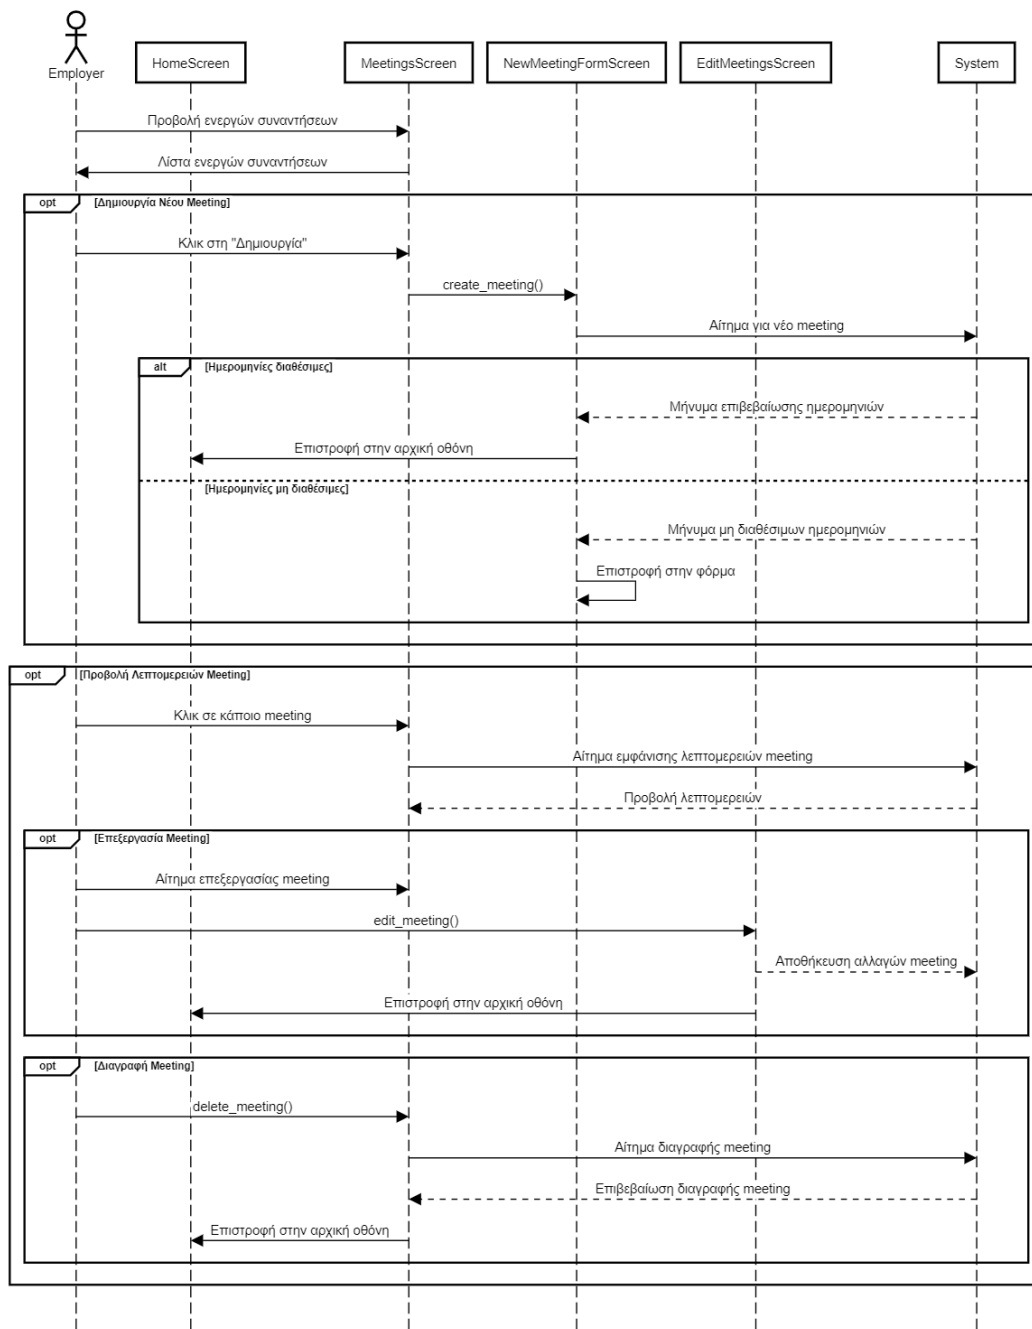 Employer
HomeScreen
MeetingsScreen
NewMeetingFormScreen
EditMeetingsScreen
System
Προβολή ενεργών συναντήσεων
Λίστα ενεργών συναντήσεων
opt
[Δημιουργία Νέου Meeting]
Κλικ στη "Δημιουργία"
create_meeting()
Αίτημα για νέο meeting
alt
[Ημερομηνίες διαθέσιμες]
Μήνυμα επιβεβαίωσης ημερομηνιών
Επιστροφή στην αρχική οθόνη
[Ημερομηνίες μη διαθέσιμες]
Μήνυμα μη διαθέσιμων ημερομηνιών
Επιστροφή στην φόρμα
opt
[Προβολή Λεπτομερειών Meeting]
Κλικ σε κάποιο meeting
Αίτημα εμφάνισης λεπτομερειών meeting
Προβολή λεπτομερειών
opt
[Επεξεργασία Meeting]
Αίτημα επεξεργασίας meeting
edit_meeting()
Αποθήκευση αλλαγών meeting
Επιστροφή στην αρχική οθόνη
opt
[Διαγραφή Meeting]
delete_meeting()
Αίτημα διαγραφής meeting
Επιβεβαίωση διαγραφής meeting
Επιστροφή στην αρχική οθόνη